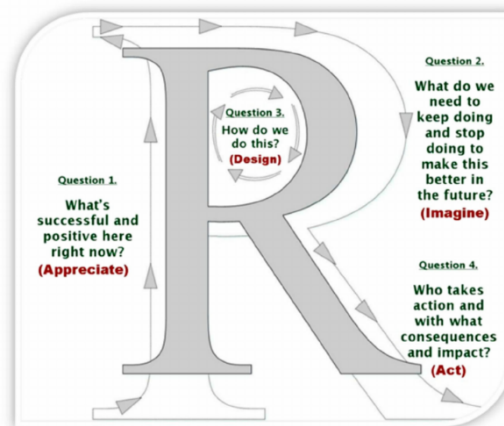 Question 1.
What's
successful and
positive here
right now?
(Appreciate)
Question 2.
What do we
need to
keep doing
and stop
doing to
make this
better in
the future?
(Imagine)
Question 3.
How do we
do this?
(Design)
Question 4.
Who takes
action and
with what
consequences
and impact?
(Act)